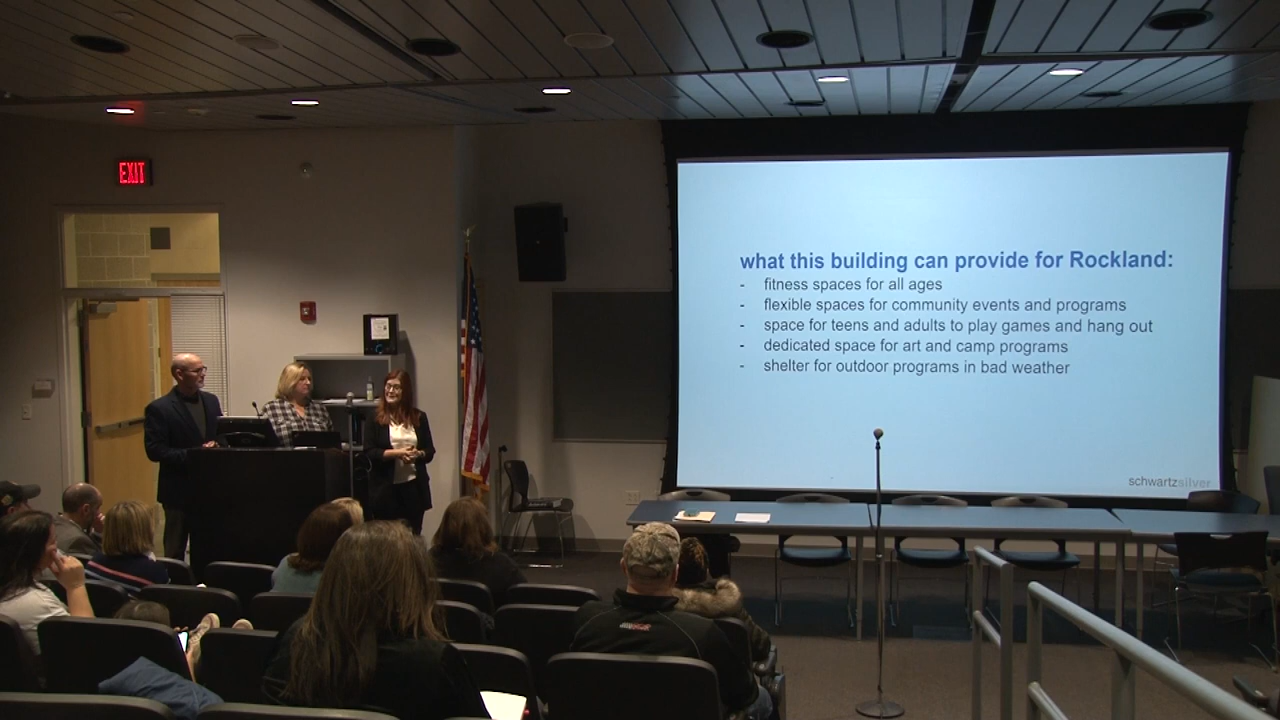 EXIT
what this building can provide for Rockland:
- fitness spaces for all ages
- flexible spaces for community events and programs
- space for teens and adults to play games and hang out
- dedicated space for art and camp programs
- shelter for outdoor programs in bad weather
schwartzsilver